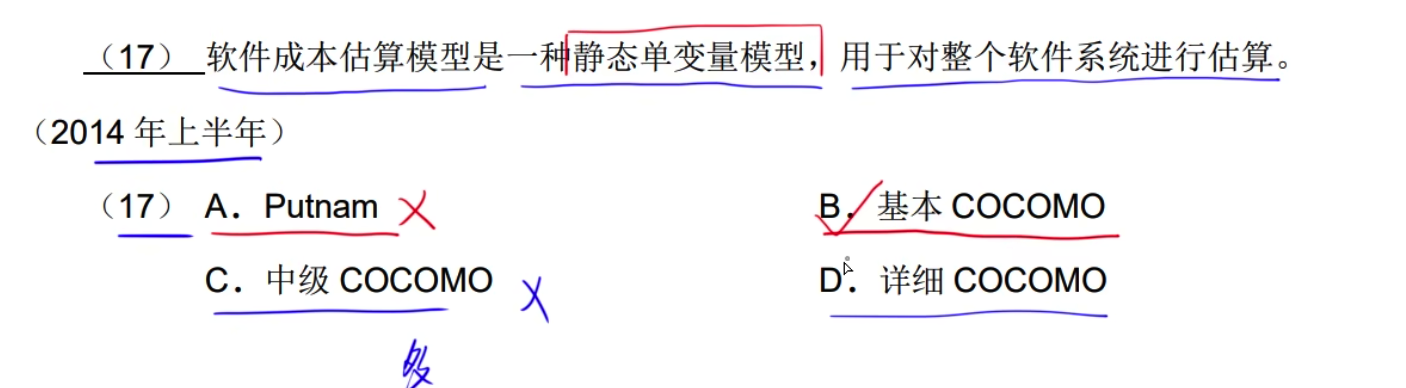 （17） 软件成本估算模型是一种静态单变量模型，用于对整个软件系统进行估算。
（2014 年上半年）
（17） A．Putnam B．基本 COCOMO
C．中级 COCOMO D．详细 COCOMO
多